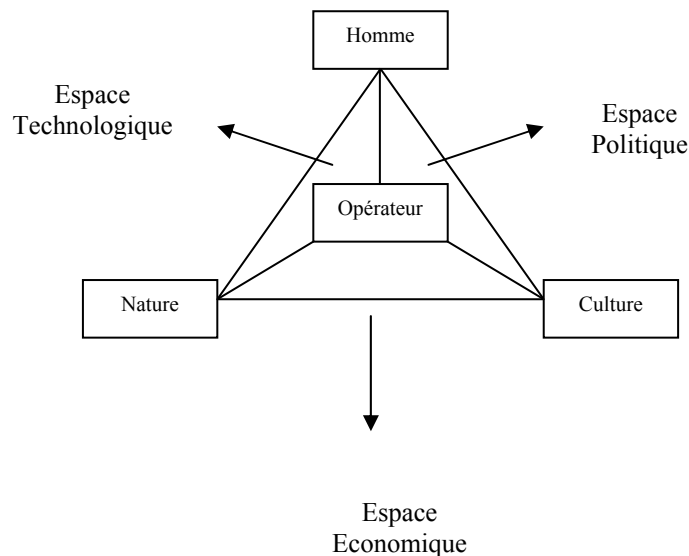 Homme
Espace
Technologique
Espace
Politique
Opérateur
Nature
Culture
Espace
Economique